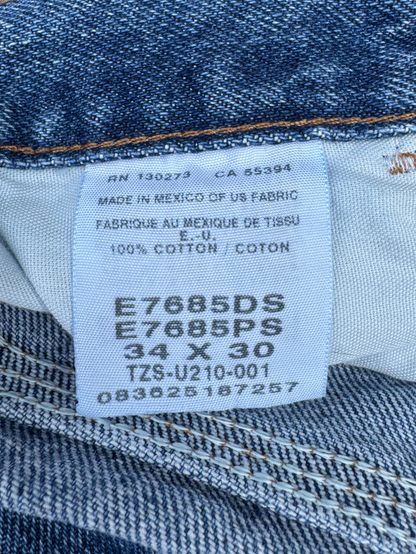 RN 130273 CA 55394
MADE IN MEXICO OF US FABRIC
FABRIQUE AU MEXIQUE DE TISSU
E.-U.
100% COTTON / COTON
E7685DS
E7685PS
34 X 30
TZS-U210-001
083625187257